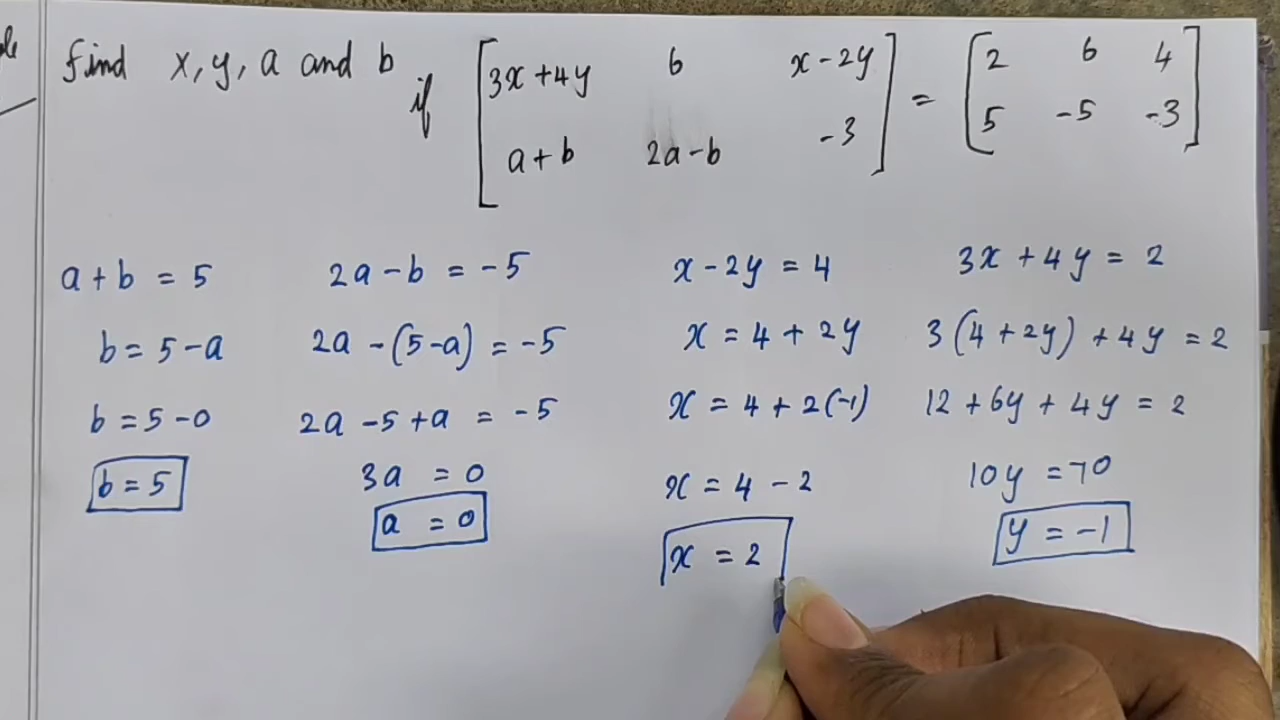 find x, y, a and b if [3x+4y 6 x-2y] = [2 6 4]
[a+b 2a-b -3] [5 -5 -3]
a+b = 5
b = 5-a
b = 5-0
b = 5
2a-b = -5
2a-(5-a) = -5
2a-5+a = -5
3a = 0
a = 0
x-2y = 4
x = 4+2y
x = 4+2(-1)
x = 4-2
x = 2
3x+4y = 2
3(4+2y)+4y = 2
12+6y+4y = 2
10y = -10
y = -1